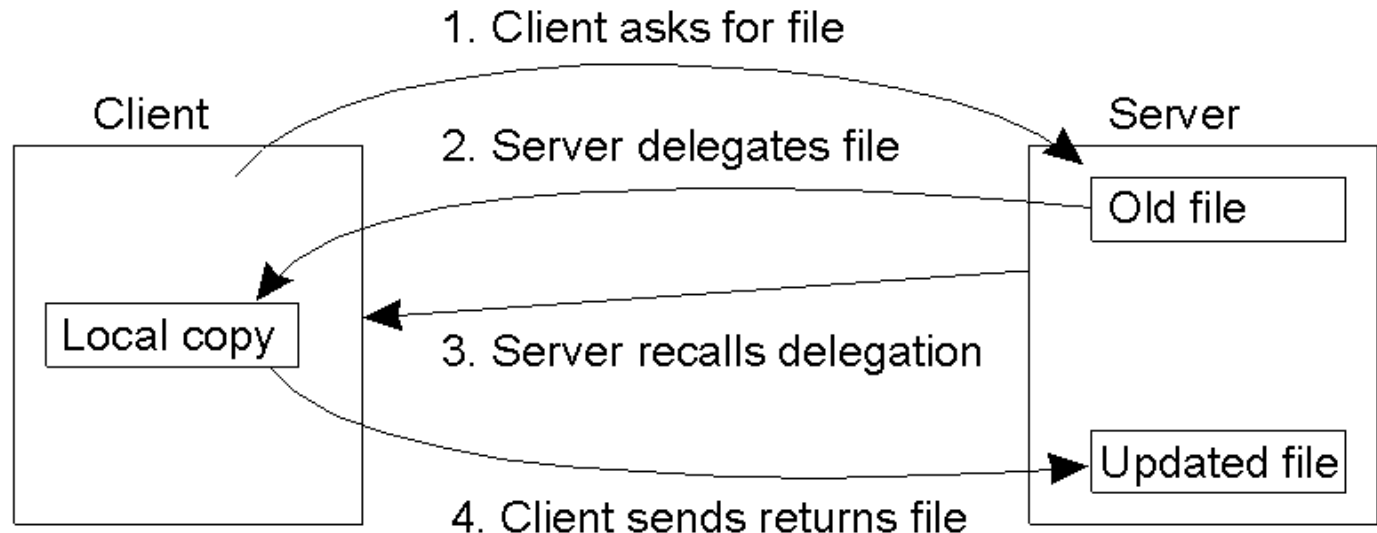 1. Client asks for file
Client
Server
2. Server delegates file
Old file
Local copy
3. Server recalls delegation
Updated file
4. Client sends returns file